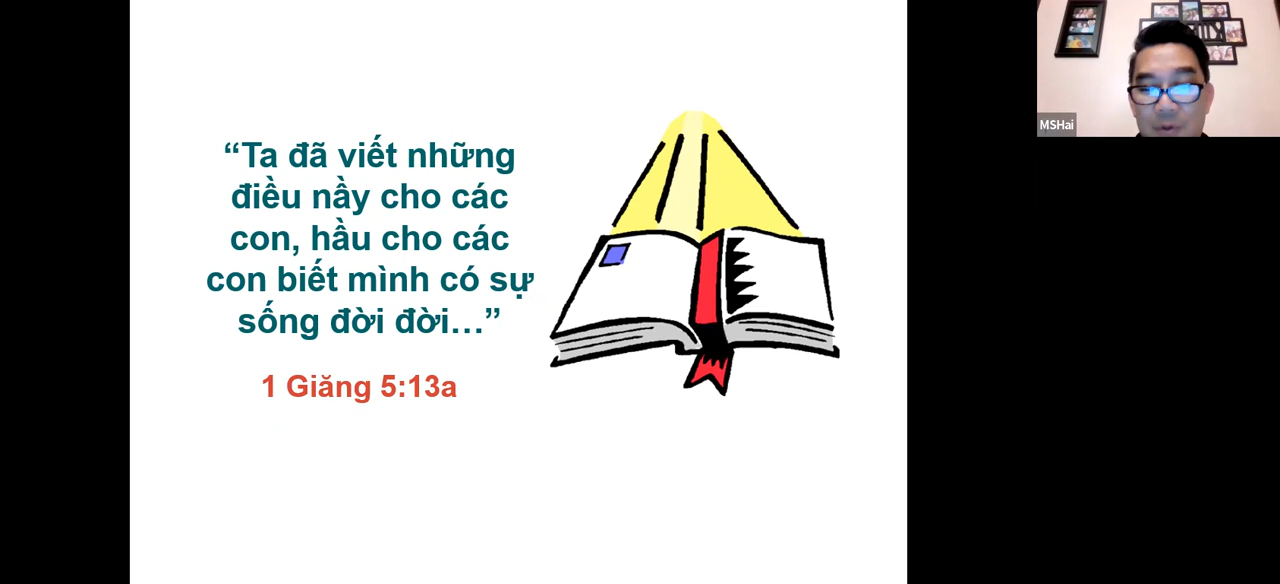 “Ta đã viết những
điều nầy cho các
con, hầu cho các
con biết mình có sự
sống đời đời…”
1 Giăng 5:13a
MSHai